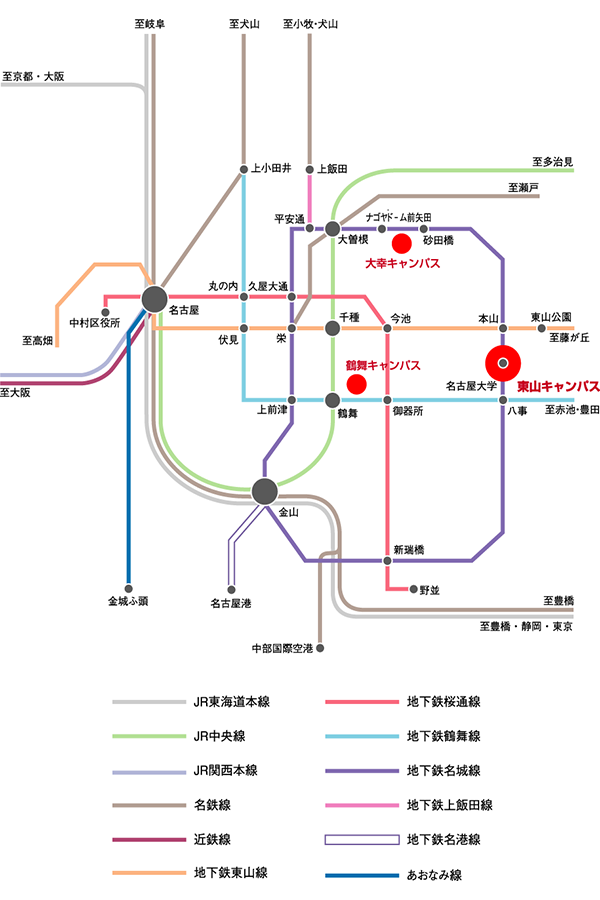 至岐阜
至犬山
至小牧・犬山
至京都・大阪
至多治見
上小田井
上飯田
至瀬戸
平安通
ナゴヤドーム前矢田
大曽根
砂田橋
大幸キャンパス
丸の内
久屋大通
名古屋
中村区役所
千種
今池
本山
東山公園
至高畑
伏見
栄
至藤が丘
鶴舞キャンパス
名古屋大学
東山キャンパス
至大阪
上前津
鶴舞
御器所
八事
至赤池・豊田
金山
新瑞橋
金城ふ頭
名古屋港
野並
至豊橋
至豊橋・静岡・東京
中部国際空港
JR東海道本線
地下鉄桜通線
JR中央線
地下鉄鶴舞線
JR関西本線
地下鉄名城線
名鉄線
地下鉄上飯田線
近鉄線
地下鉄名港線
地下鉄東山線
あおなみ線